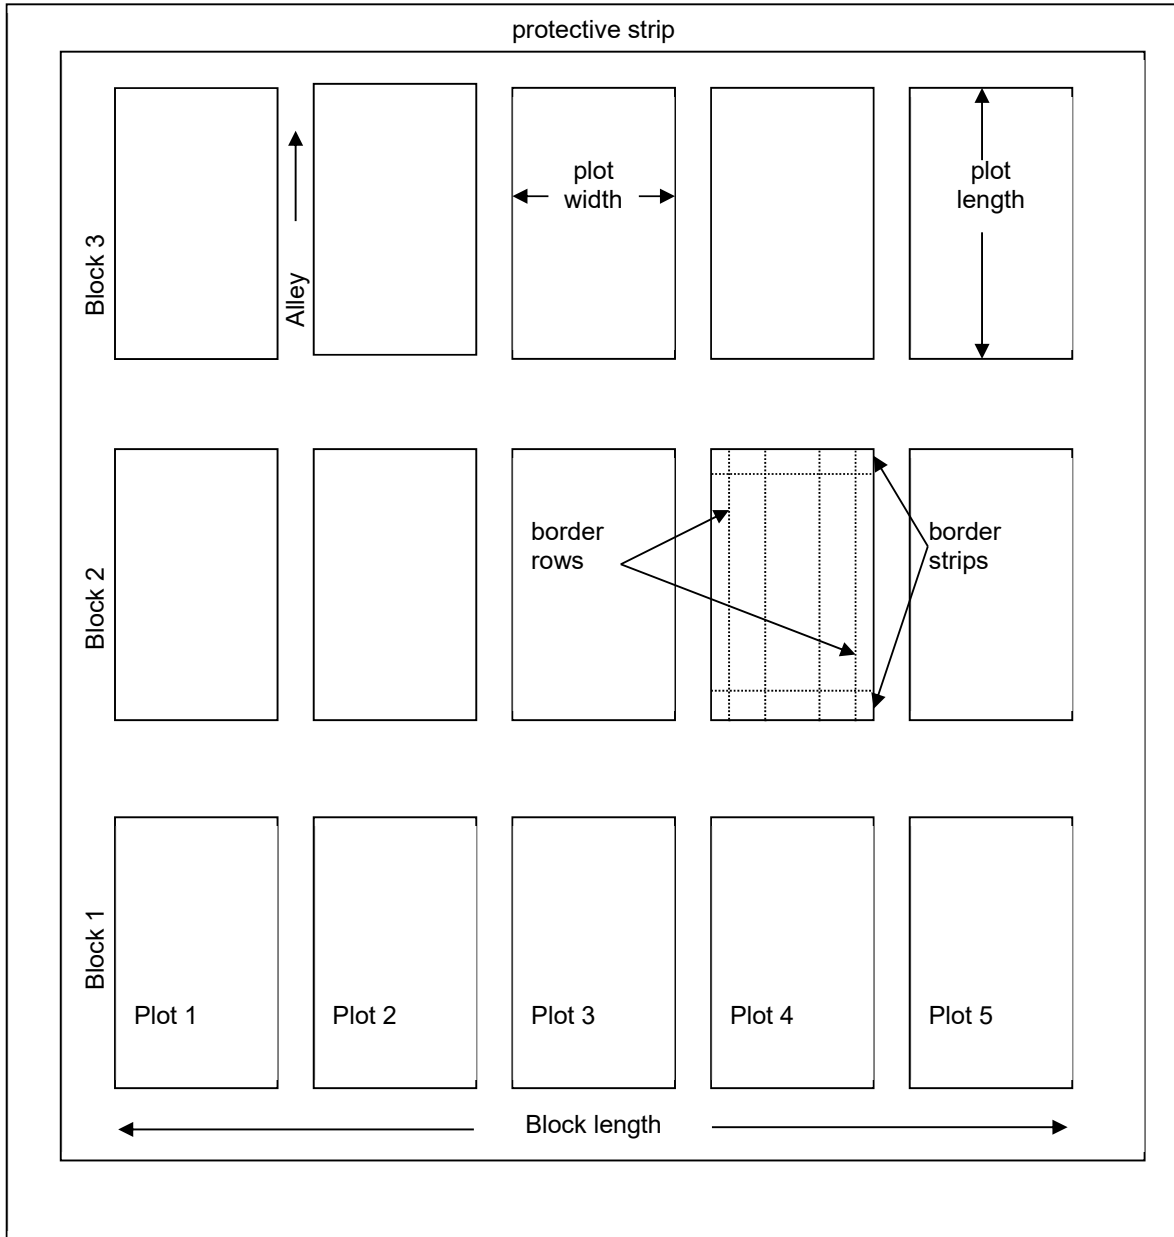 protective strip
Block 3
Alley
plot
width
plot
length
Block 2
border
rows
border
strips
Block 1
Plot 1
Plot 2
Plot 3
Plot 4
Plot 5
Block length